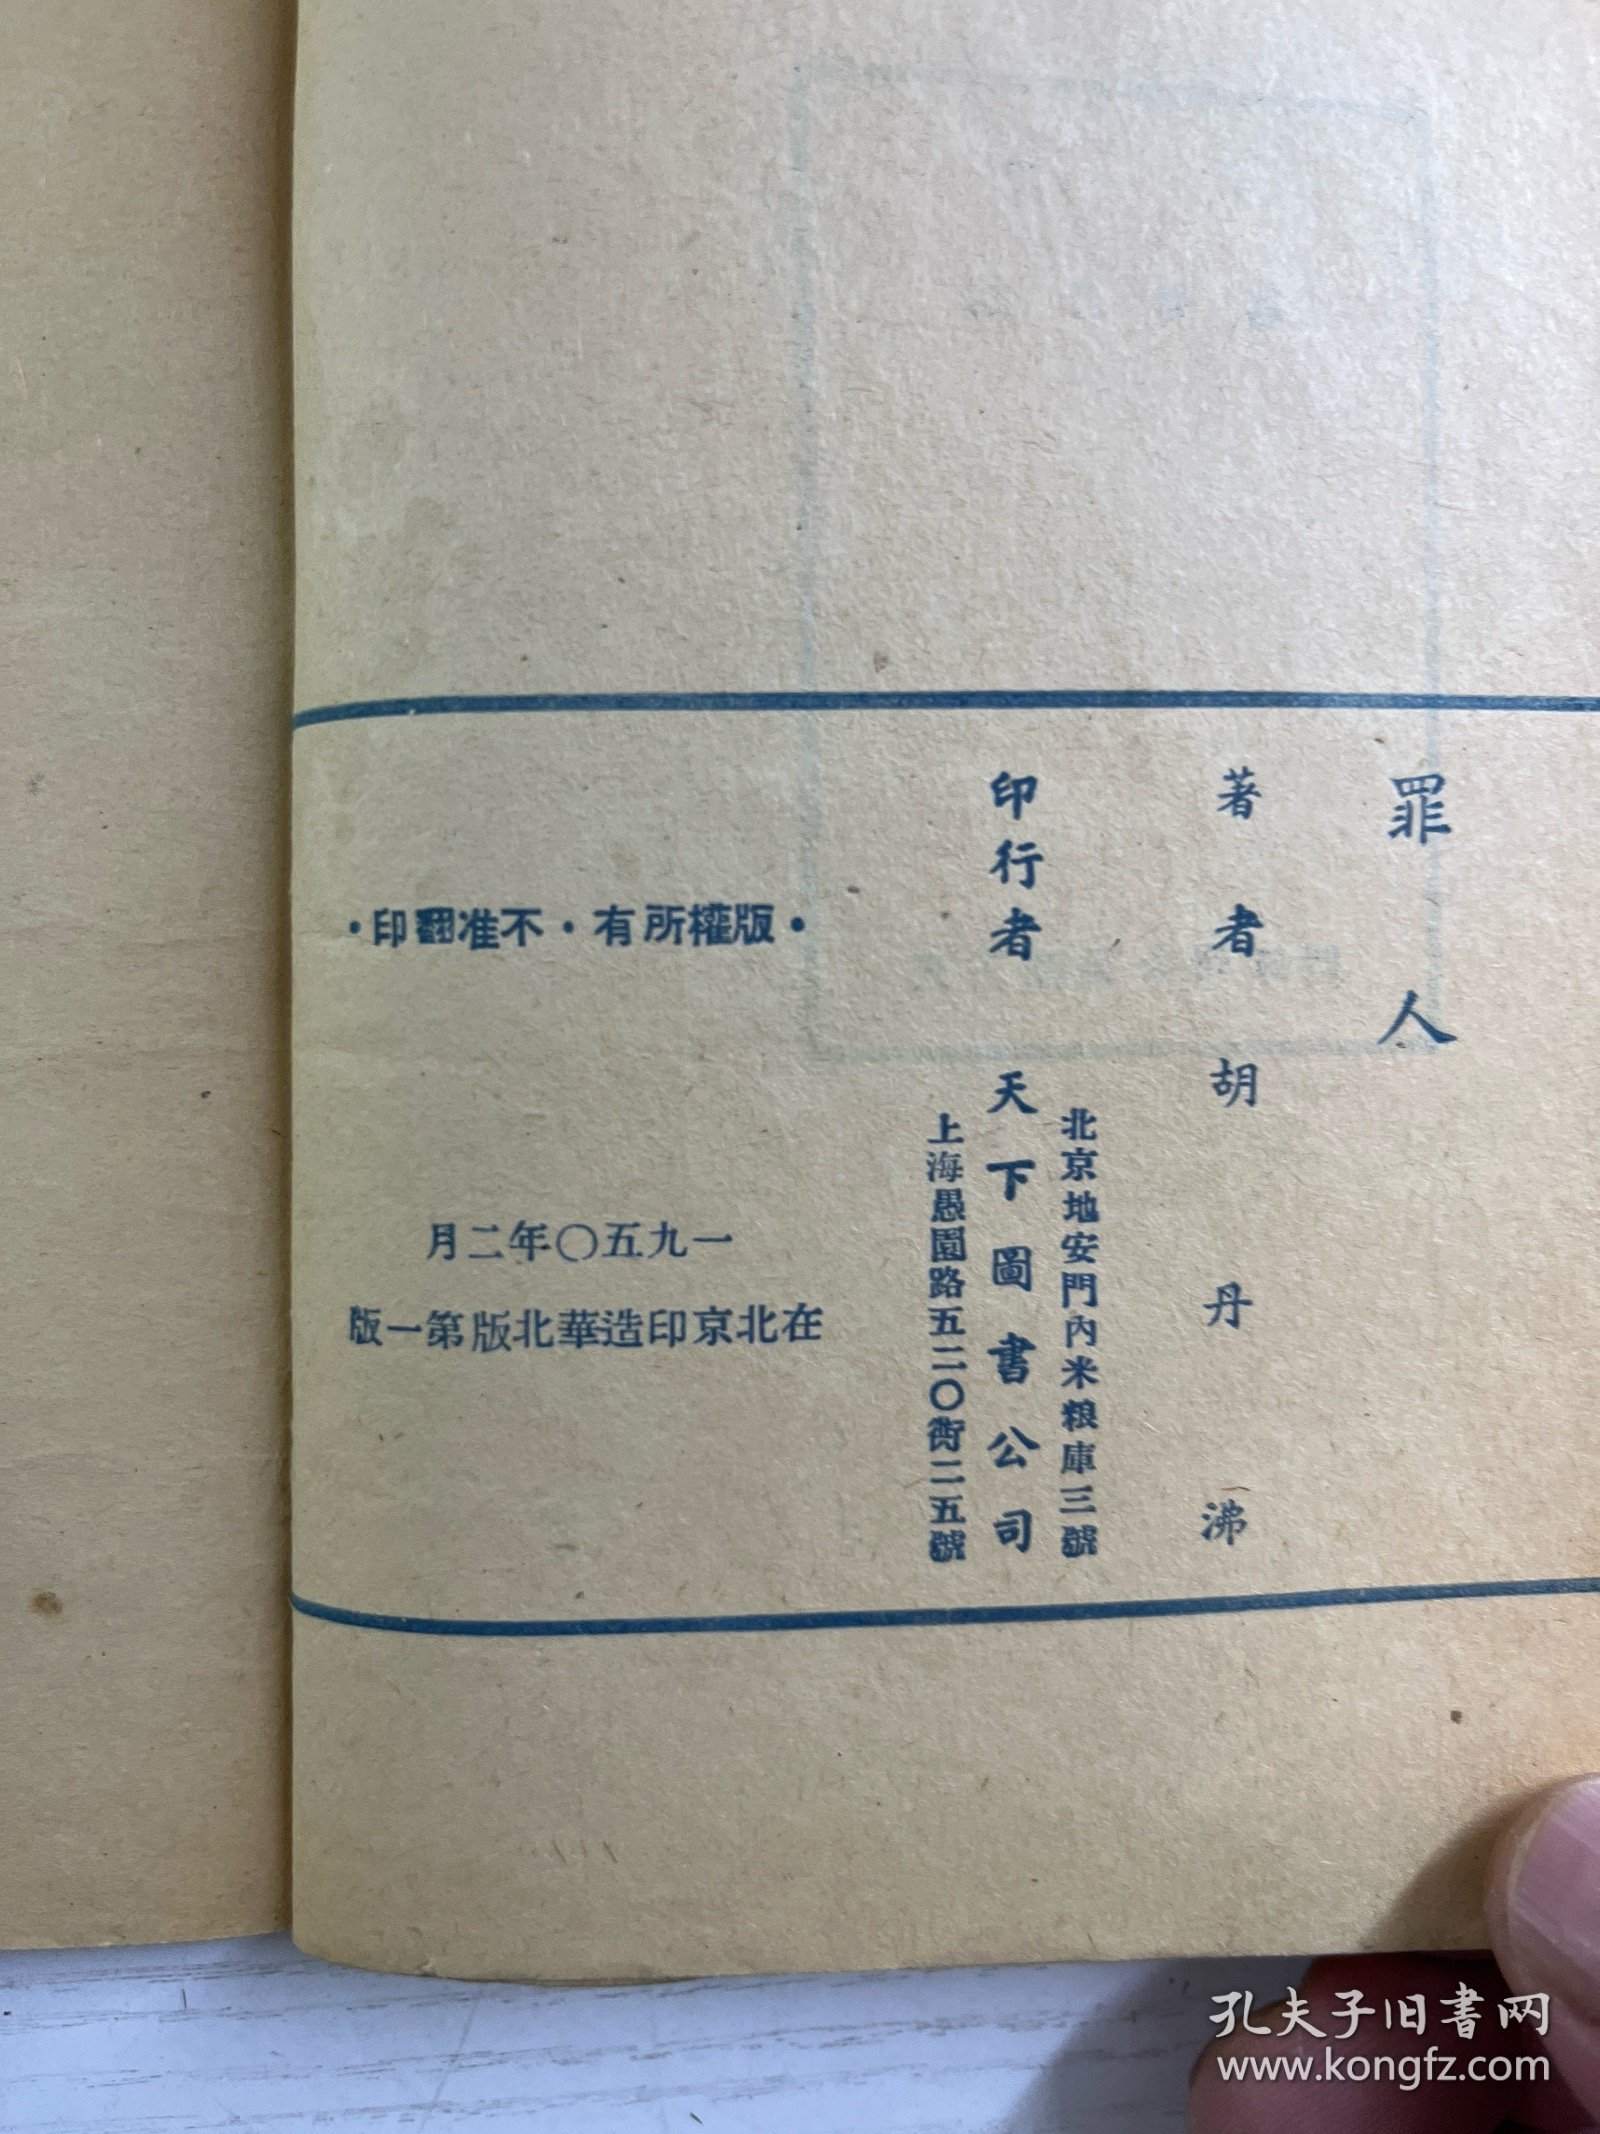 罪人
著者 胡丹沸
北京地安門內米粮庫三號
印行者 天下圖書公司
上海愚園路五二〇街二五號
·版權所有·不准翻印·
一九五〇年二月
在北京印造華北版第一版
孔夫子旧书网
www.kongfz.com